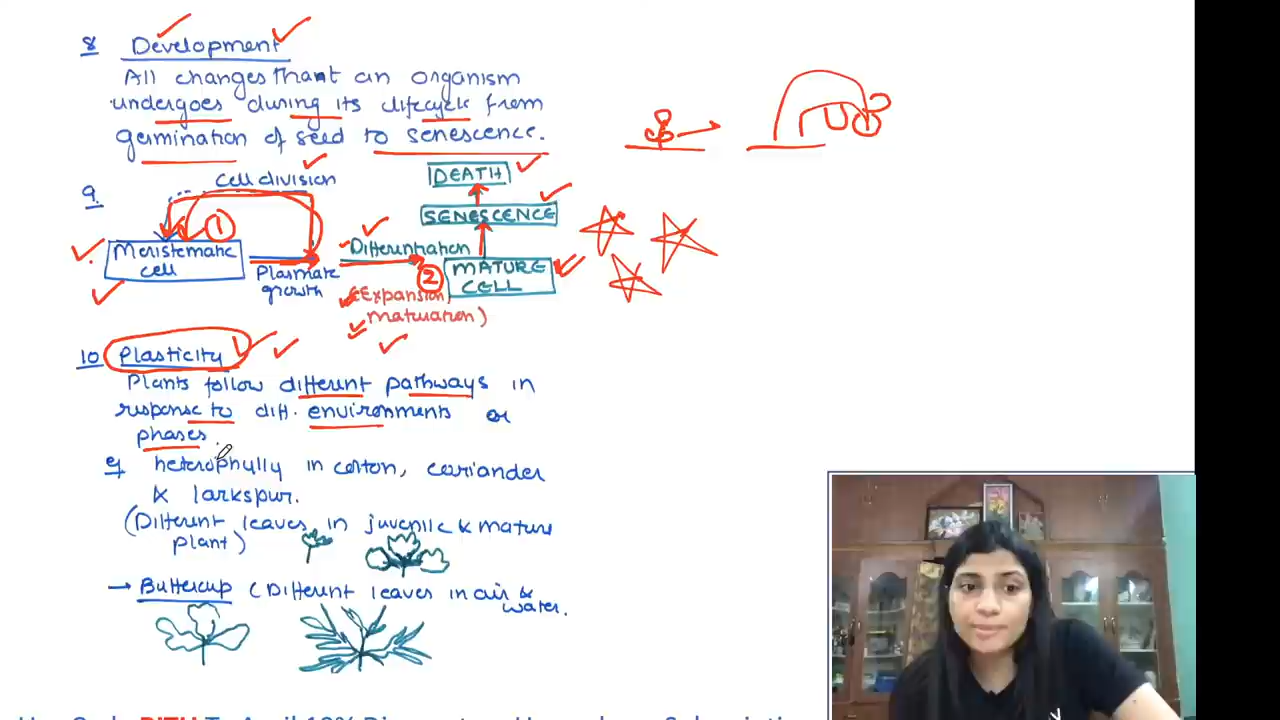 8 Development
All changes that an organism
undergoes during its lifecycle from
germination of seed to senescence.
9.
Cell division
DEATH
SENESCENCE
1
Meristematic
cell
Plasmatic
growth
Differentiation
2
MATURE
CELL
(Expansion,
maturation)
10 Plasticity
Plants follow different pathways in
response to diff. environments or
phases.
eg heterophylly in cotton, coriander
& larkspur.
(Different leaves in juvenile & mature
plant)
→ Buttercup (Different leaves in air &
water.